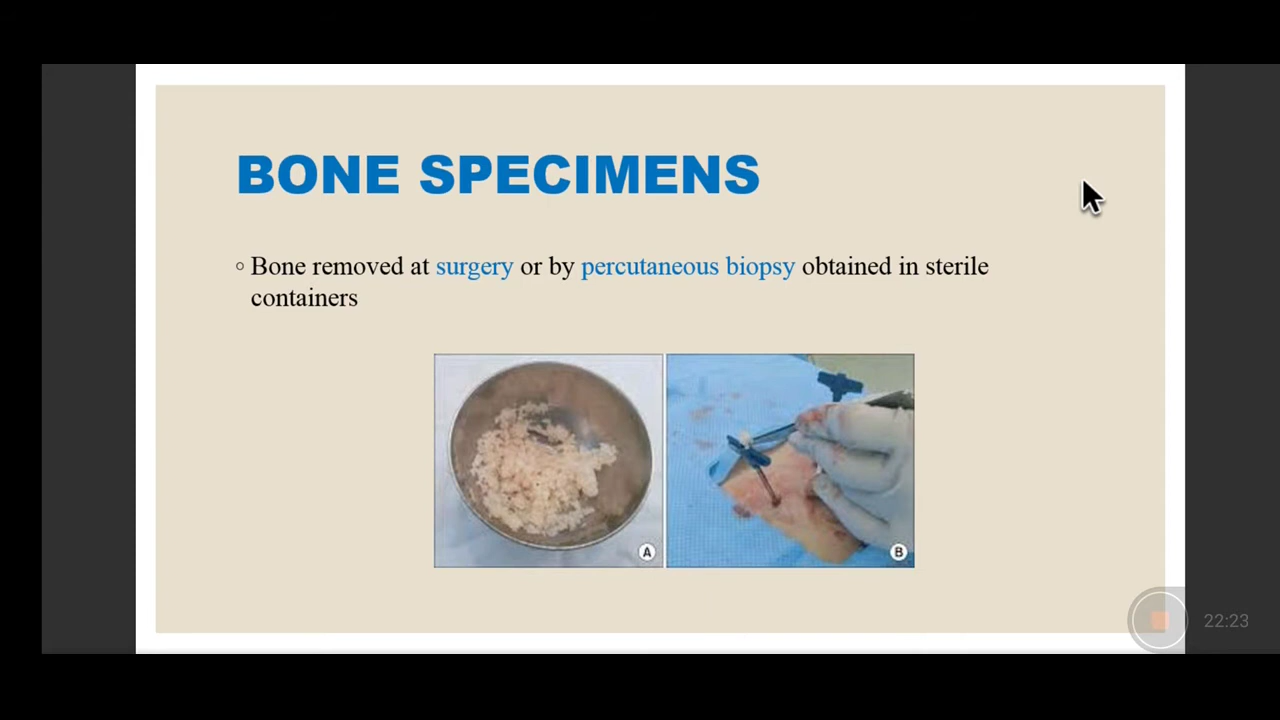 BONE SPECIMENS
◦ Bone removed at surgery or by percutaneous biopsy obtained in sterile
containers
A
B
22:23